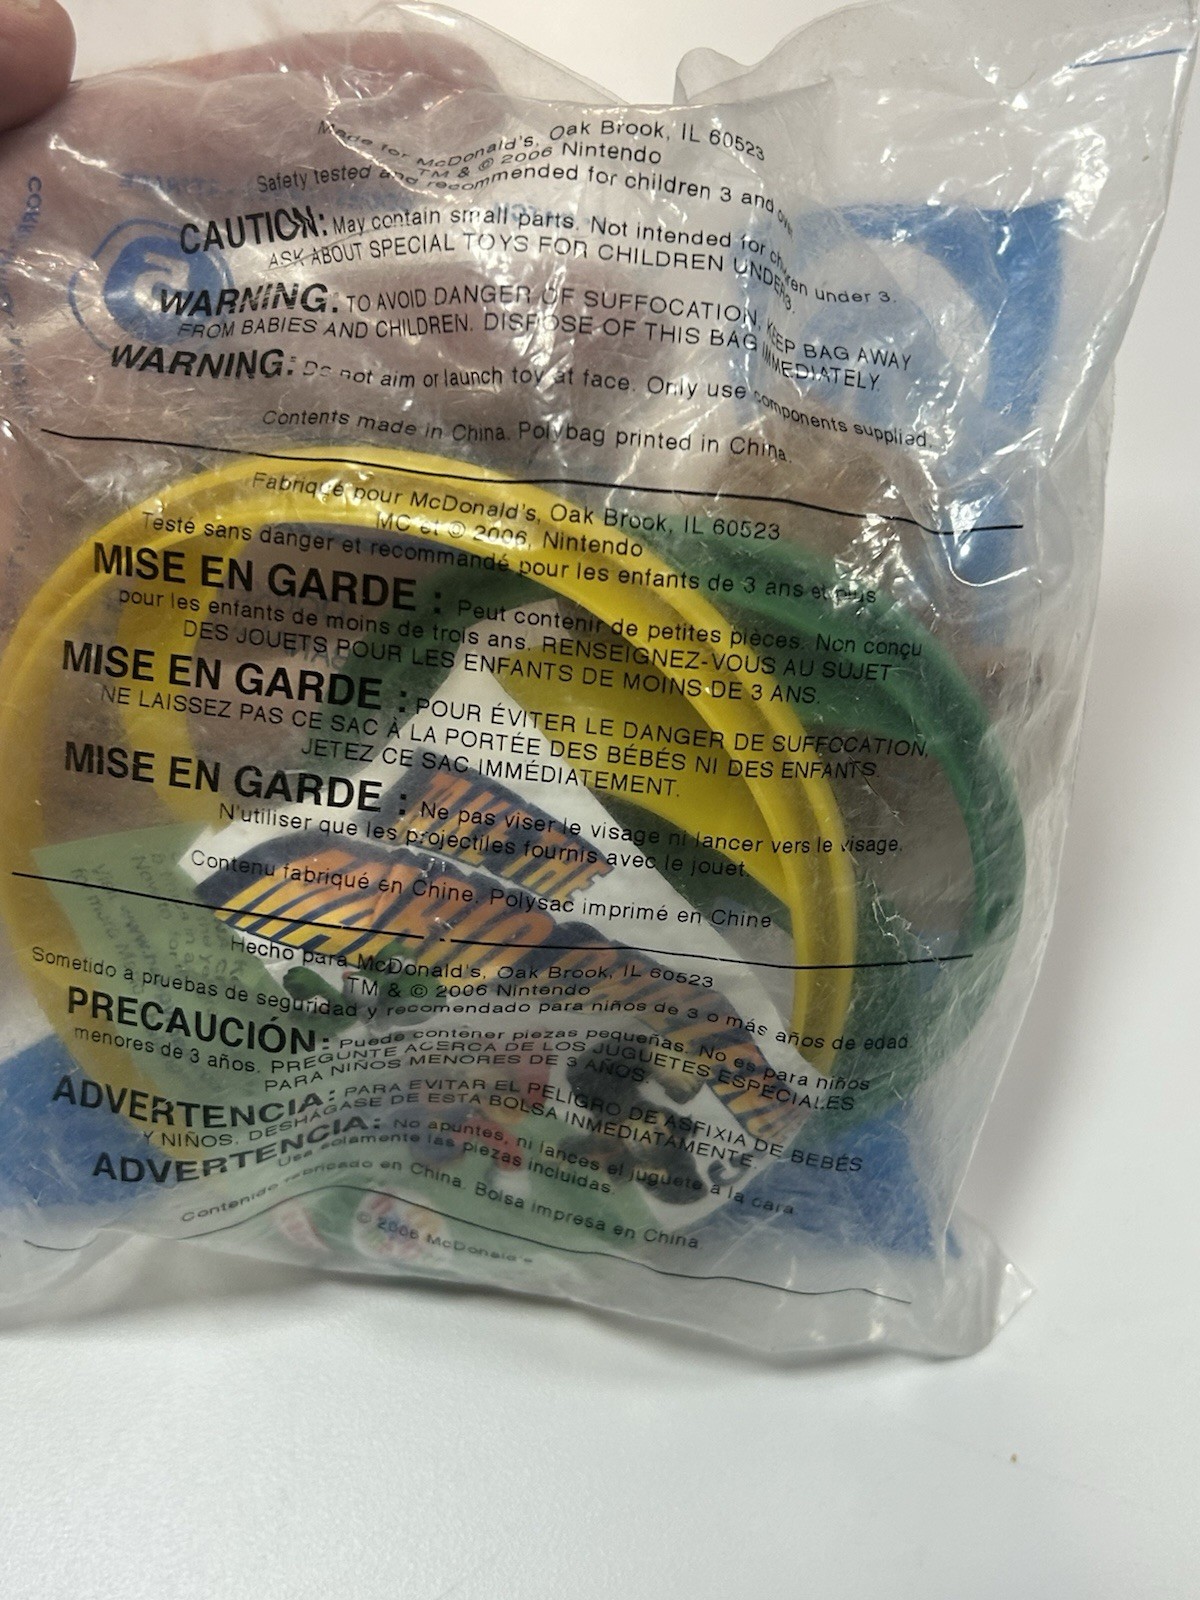 Made for McDonald's, Oak Brook, IL 60523
TM & © 2006 Nintendo
Safety tested and recommended for children 3 and over
CAUTION: May contain small parts. Not intended for children under 3.
ASK ABOUT SPECIAL TOYS FOR CHILDREN UNDER 3.
WARNING: TO AVOID DANGER OF SUFFOCATION, KEEP BAG AWAY
FROM BABIES AND CHILDREN. DISPOSE OF THIS BAG IMMEDIATELY.
WARNING: Do not aim or launch toy at face. Only use components supplied.
Contents made in China. Polybag printed in China.
Fabriqué pour McDonald's, Oak Brook, IL 60523
MC et © 2006, Nintendo
Testé sans danger et recommandé pour les enfants de 3 ans et plus
MISE EN GARDE : Peut contenir de petites pièces. Non conçu
pour les enfants de moins de trois ans. RENSEIGNEZ-VOUS AU SUJET
DES JOUETS POUR LES ENFANTS DE MOINS DE 3 ANS.
MISE EN GARDE : POUR ÉVITER LE DANGER DE SUFFOCATION,
NE LAISSEZ PAS CE SAC À LA PORTÉE DES BÉBÉS NI DES ENFANTS.
JETEZ CE SAC IMMÉDIATEMENT.
MISE EN GARDE : Ne pas viser le visage ni lancer vers le visage.
N'utiliser que les projectiles fournis avec le jouet.
Contenu fabriqué en Chine. Polysac imprimé en Chine
TAKE THE
Hecho para McDonald's, Oak Brook, IL 60523
TM & © 2006 Nintendo
Sometido a pruebas de seguridad y recomendado para niños de 3 o más años de edad.
PRECAUCIÓN: Puede contener piezas pequeñas. No es para niños
menores de 3 años. PREGUNTE ACERCA DE LOS JUGUETES ESPECIALES
PARA NIÑOS MENORES DE 3 AÑOS.
ADVERTENCIA: PARA EVITAR EL PELIGRO DE ASFIXIA DE BEBÉS
Y NIÑOS, DESHÁGASE DE ESTA BOLSA INMEDIATAMENTE.
ADVERTENCIA: No apuntes, ni lances el juguete a la cara.
Usa solamente las piezas incluidas.
Contenido fabricado en China. Bolsa impresa en China.
© 2006 McDonald's